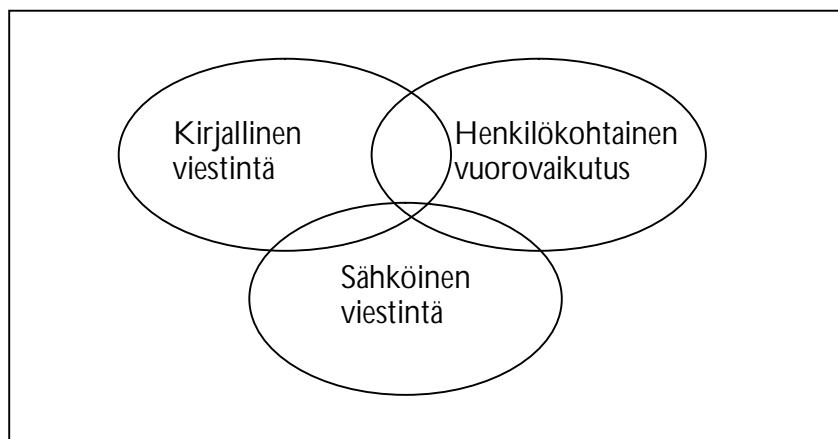 Kirjallinen
viestintä
Henkilökohtainen
vuorovaikutus
Sähköinen
viestintä